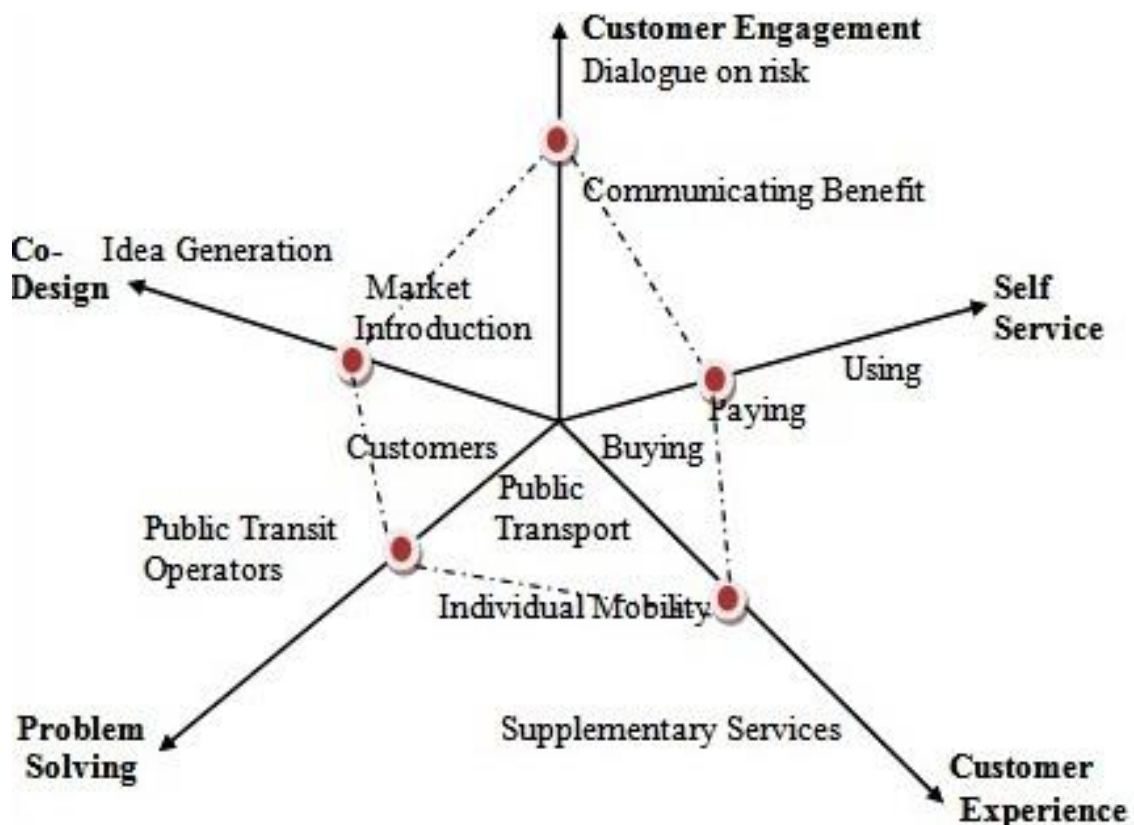 Customer Engagement
Dialogue on risk
Communicating Benefit
Co-
Design
Idea Generation
Market
Introduction
Self
Service
Using
Paying
Customers
Buying
Public
Transport
Public Transit
Operators
Individual Mobility
Problem
Solving
Supplementary Services
Customer
Experience